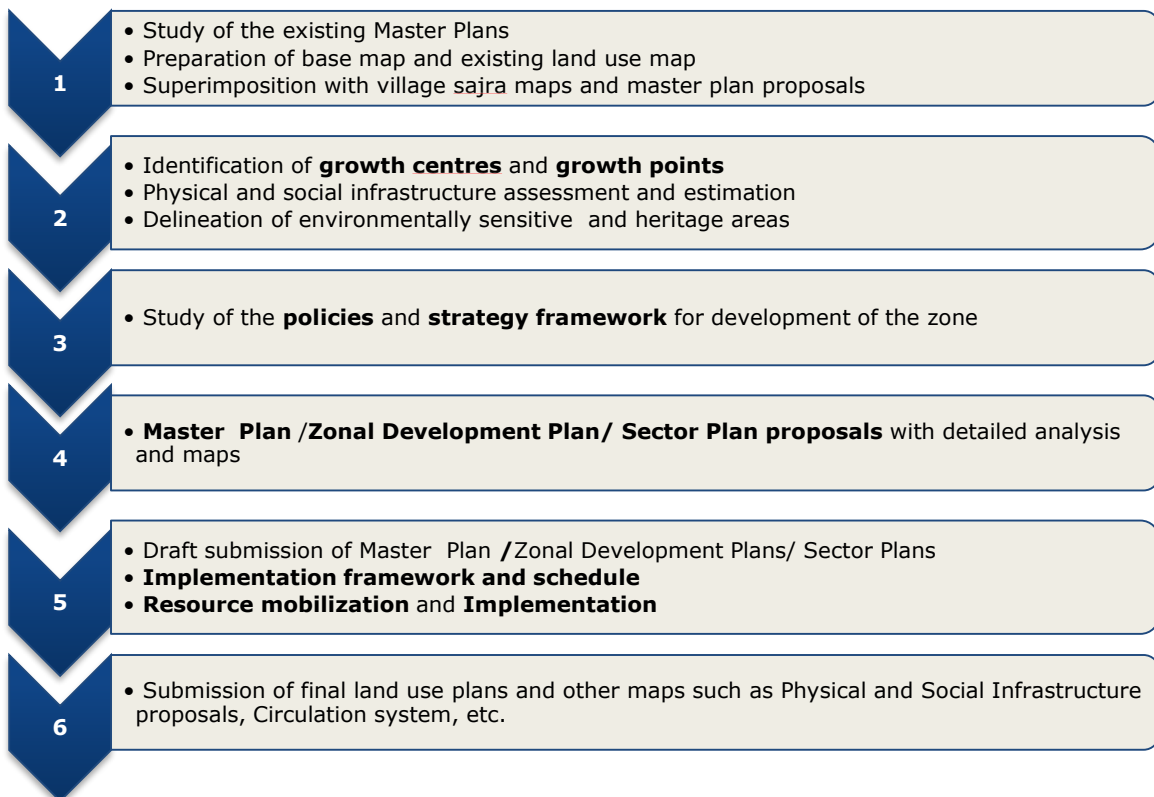 1
• Study of the existing Master Plans
• Preparation of base map and existing land use map
• Superimposition with village sajra maps and master plan proposals
2
• Identification of growth centres and growth points
• Physical and social infrastructure assessment and estimation
• Delineation of environmentally sensitive and heritage areas
3
• Study of the policies and strategy framework for development of the zone
4
• Master Plan /Zonal Development Plan/ Sector Plan proposals with detailed analysis
and maps
5
• Draft submission of Master Plan /Zonal Development Plans/ Sector Plans
• Implementation framework and schedule
• Resource mobilization and Implementation
6
• Submission of final land use plans and other maps such as Physical and Social Infrastructure
proposals, Circulation system, etc.